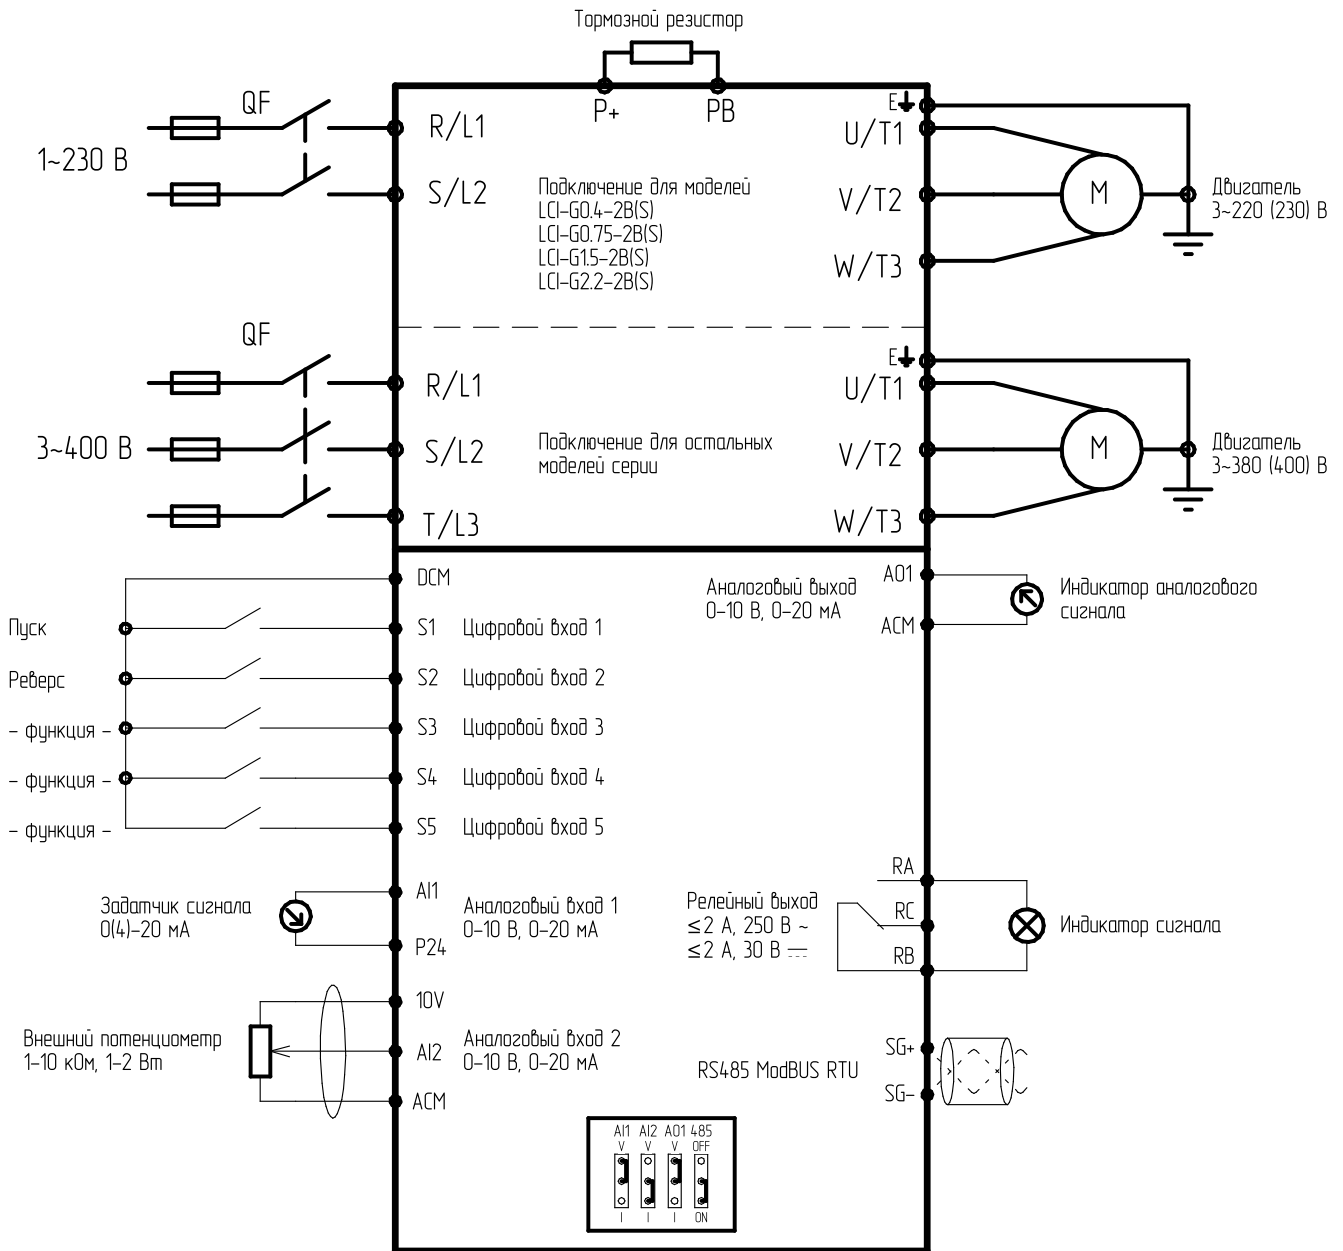 Тормозной резистор
P+
PB
QF
1~230 В
R/L1
S/L2
Подключение для моделей
LCI-G0.4-2B(S)
LCI-G0.75-2B(S)
LCI-G1.5-2B(S)
LCI-G2.2-2B(S)
E
U/T1
V/T2
W/T3
M
Двигатель
3~220 (230) В
QF
3~400 В
R/L1
S/L2
T/L3
Подключение для остальных
моделей серии
E
U/T1
V/T2
W/T3
M
Двигатель
3~380 (400) В
DCM
Пуск
S1 Цифровой вход 1
Реверс
S2 Цифровой вход 2
- функция -
S3 Цифровой вход 3
- функция -
S4 Цифровой вход 4
- функция -
S5 Цифровой вход 5
Аналоговый выход
0-10 В, 0-20 мА
AO1
ACM
Индикатор аналогового
сигнала
Задатчик сигнала
0(4)-20 мА
AI1
P24
Аналоговый вход 1
0-10 В, 0-20 мА
Релейный выход
≤2 А, 250 В ~
≤2 А, 30 В ⎓
RA
RC
RB
Индикатор сигнала
Внешний потенциометр
1-10 кОм, 1-2 Вт
10V
AI2
ACM
Аналоговый вход 2
0-10 В, 0-20 мА
RS485 ModBUS RTU
SG+
SG-
AI1 AI2 AO1 485
V V V OFF
I I I ON